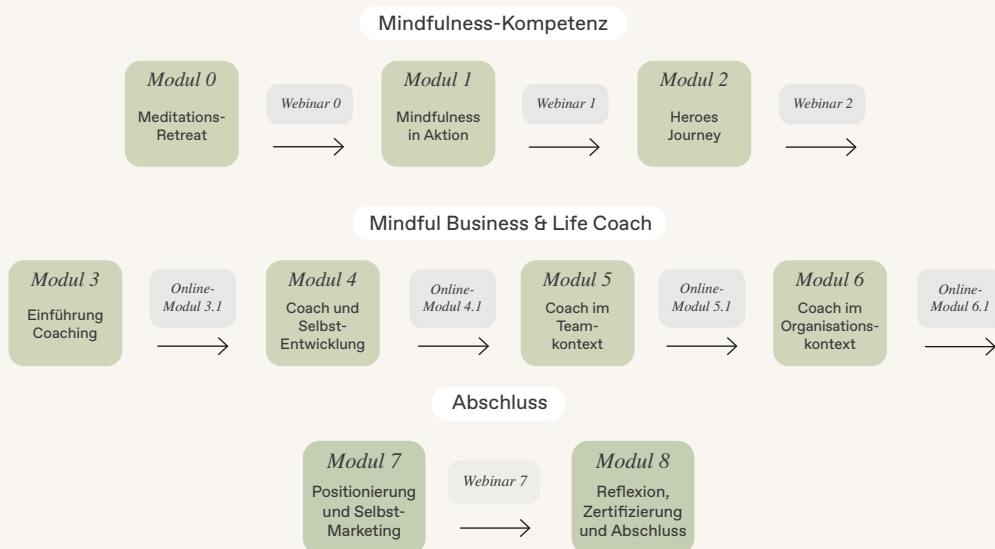 Mindfulness-Kompetenz
Modul 0
Meditations-
Retreat
Webinar 0
Modul 1
Mindfulness
in Aktion
Webinar 1
Modul 2
Heroes
Journey
Webinar 2
Mindful Business & Life Coach
Modul 3
Einführung
Coaching
Online-
Modul 3.1
Modul 4
Coach und
Selbst-
Entwicklung
Online-
Modul 4.1
Modul 5
Coach im
Team-
kontext
Online-
Modul 5.1
Modul 6
Coach im
Organisations-
kontext
Online-
Modul 6.1
Abschluss
Modul 7
Positionierung
und Selbst-
Marketing
Webinar 7
Modul 8
Reflexion,
Zertifizierung
und Abschluss